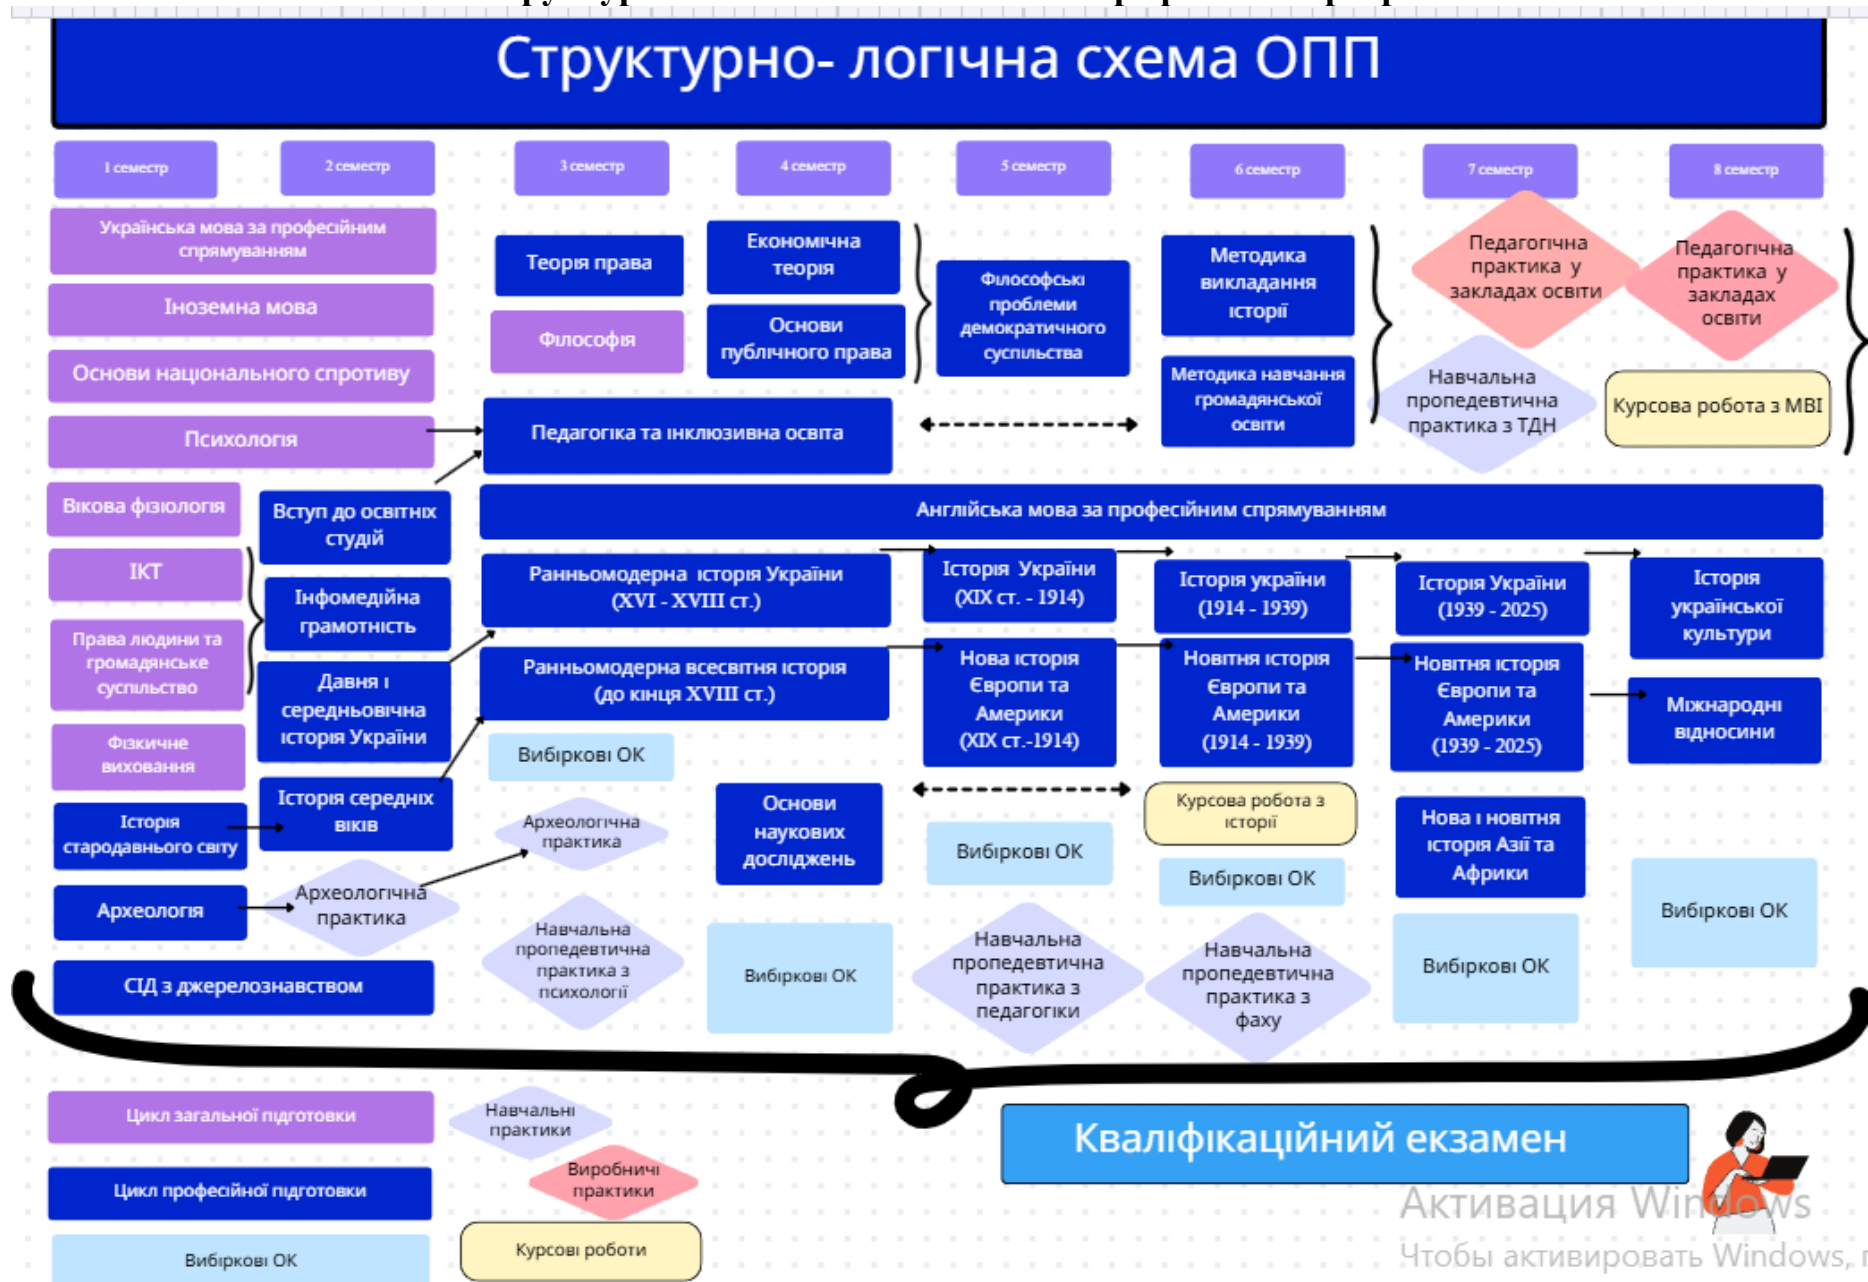 Структурно- логічна схема ОПП
1 семестр
2 семестр
3 семестр
4 семестр
5 семестр
6 семестр
7 семестр
8 семестр
Українська мова за професійним
спрямуванням
Іноземна мова
Основи національного спротиву
Психологія
Вікова фізіологія
ІКТ
Права людини та
громадянське
суспільство
Фізкичне
виховання
Історія
стародавнього світу
Археологія
СІД з джерелознавством
Вступ до освітніх
студій
Інфомедійна
грамотність
Давня і
середньовічна
історія України
Історія середніх
віків
Археологічна
практика
Теорія права
Філософія
Економічна
теорія
Основи
публічного права
Філософські
проблеми
демократичного
суспільства
Методика
викладання
історії
Методика навчання
громадянської
освіти
Педагогічна
практика у
закладах освіти
Навчальна
пропедевтична
практика з ТДН
Педагогічна
практика у
закладах
освіти
Курсова робота з МВІ
Педагогіка та інклюзивна освіта
Англійська мова за професійним спрямуванням
Ранньомодерна історія України
(XVI - XVIII ст.)
Історія України
(XIX ст. - 1914)
Історія україни
(1914 - 1939)
Історія України
(1939 - 2025)
Історія
української
культури
Ранньомодерна всесвітня історія
(до кінця XVIII ст.)
Нова історія
Європи та
Америки
(XIX ст.-1914)
Новітня історія
Європи та
Америки
(1914 - 1939)
Новітня історія
Європи та
Америки
(1939 - 2025)
Міжнародні
відносини
Вибіркові ОК
Археологічна
практика
Навчальна
пропедевтична
практика з
психології
Основи
наукових
досліджень
Вибіркові ОК
Вибіркові ОК
Навчальна
пропедевтична
практика з
педагогіки
Курсова робота з
історії
Вибіркові ОК
Навчальна
пропедевтична
практика з
фаху
Нова і новітня
історія Азії та
Африки
Вибіркові ОК
Вибіркові ОК
Цикл загальної підготовки
Цикл професійної підготовки
Вибіркові ОК
Навчальні
практики
Виробничі
практики
Курсові роботи
Кваліфікаційний екзамен
Активация Windows
Чтобы активировать Windows,